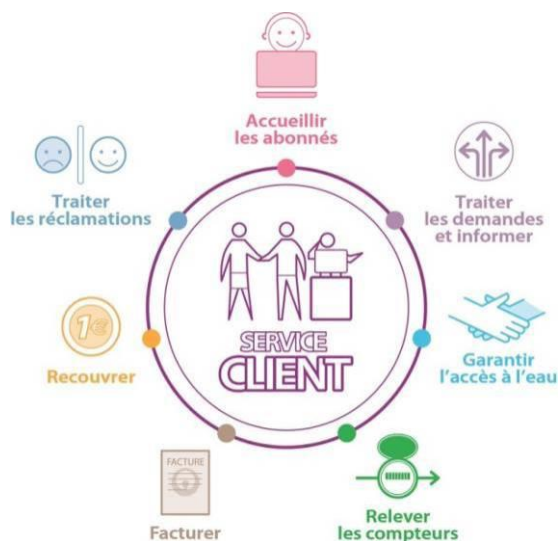 Accueillir
les abonnés
Traiter
les réclamations
Traiter
les demandes
et informer
SERVICE
CLIENT
1€
Recouvrer
Garantir
l'accès à l'eau
FACTURE
Facturer
Relever
les compteurs